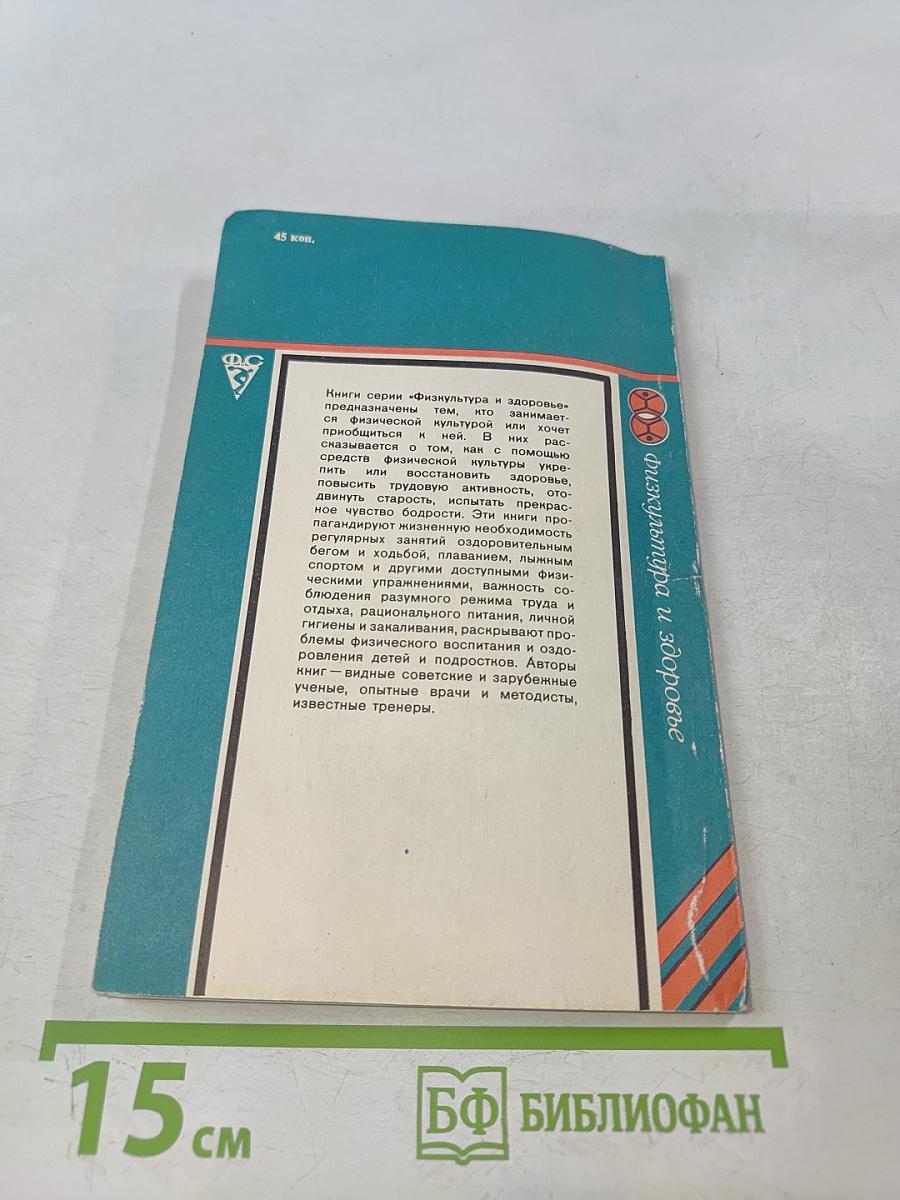 45 коп.
ФиС
Книги серии «Физкультура и здоровье»
предназначены тем, кто занимает-
ся физической культурой или хочет
приобщиться к ней. В них рас-
сказывается о том, как с помощью
средств физической культуры укре-
пить или восстановить здоровье,
повысить трудовую активность, ото-
двинуть старость, испытать прекрас-
ное чувство бодрости. Эти книги про-
пагандируют жизненную необходимость
регулярных занятий оздоровительным
бегом и ходьбой, плаванием, лыжным
спортом и другими доступными физи-
ческими упражнениями, важность со-
блюдения разумного режима труда и
отдыха, рационального питания, личной
гигиены и закаливания, раскрывают про-
блемы физического воспитания и оздо-
ровления детей и подростков. Авторы
книг — видные советские и зарубежные
ученые, опытные врачи и методисты,
известные тренеры.
Физкультура и здоровье
15 см
БФ БИБЛИОФАН